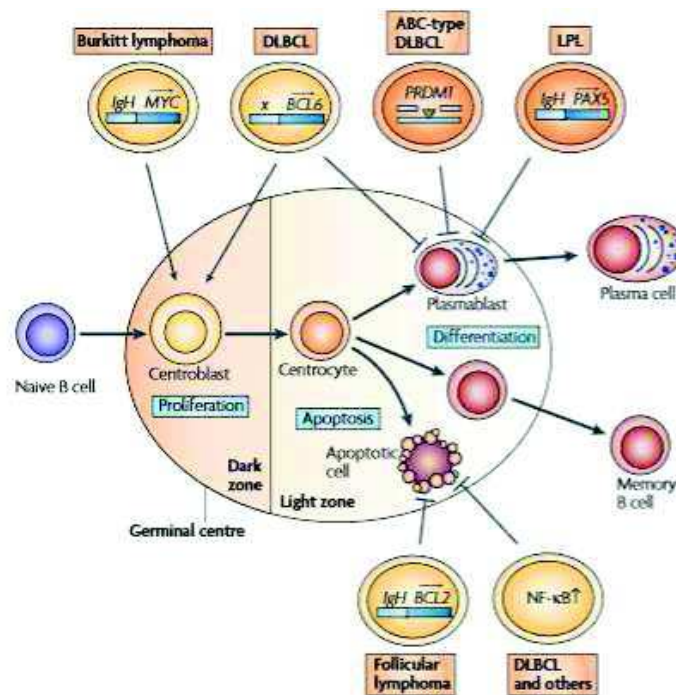 Burkitt lymphoma
DLBCL
ABC-type
DLBCL
LPL
IgH MYC
x BCL6
PRDM1
IgH PAX5
Plasmablast
Plasma cell
Differentiation
Naive B cell
Centroblast
Centrocyte
Proliferation
Apoptosis
Apoptotic
cell
Dark
zone
Light zone
Memory
B cell
Germinal centre
IgH BCL2
NF-κB↑
Follicular
lymphoma
DLBCL
and others